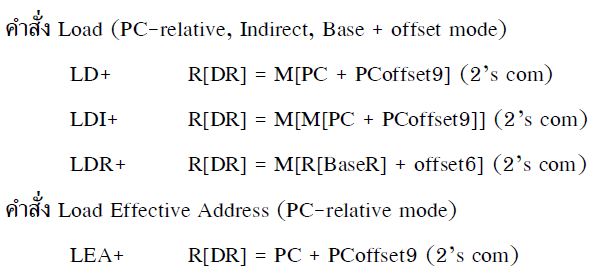 คำสั่ง Load (PC-relative, Indirect, Base + offset mode)
LD+ R[DR] = M[PC + PCoffset9] (2's com)
LDI+ R[DR] = M[M[PC + PCoffset9]] (2's com)
LDR+ R[DR] = M[R[BaseR] + offset6] (2's com)
คำสั่ง Load Effective Address (PC-relative mode)
LEA+ R[DR] = PC + PCoffset9 (2's com)